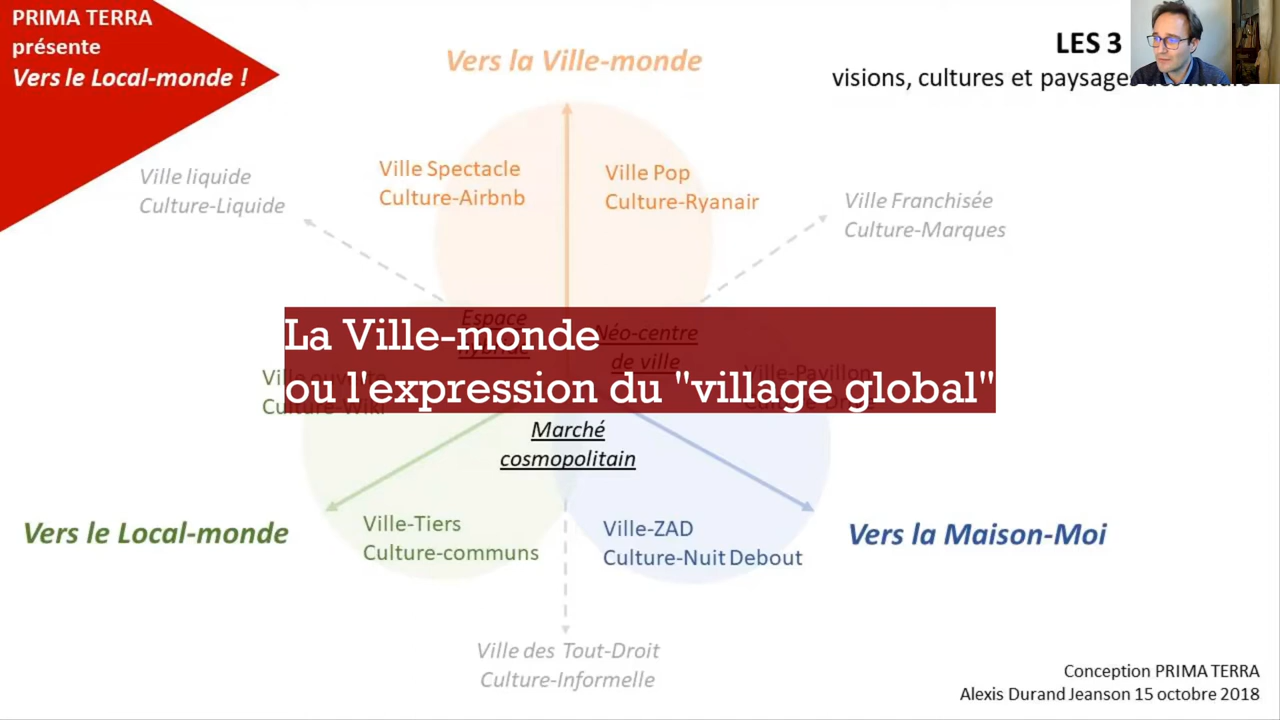 PRIMA TERRA
présente
Vers le Local-monde !
Vers la Ville-monde
LES 3
visions, cultures et paysages
Ville liquide
Culture-Liquide
Ville Spectacle
Culture-Airbnb
Ville Pop
Culture-Ryanair
Ville Franchisée
Culture-Marques
Espace
hybride
Néo-centre
de ville
La Ville-monde
ou l'expression du "village global"
Ville ouverte
Culture-Wiki
Ville-Pavillon
Marché
cosmopolitain
Vers le Local-monde
Ville-Tiers
Culture-communs
Ville-ZAD
Culture-Nuit Debout
Vers la Maison-Moi
Ville des Tout-Droit
Culture-Informelle
Conception PRIMA TERRA
Alexis Durand Jeanson 15 octobre 2018